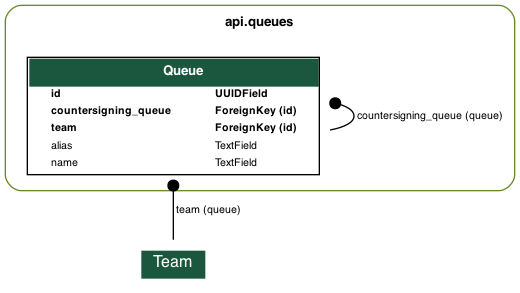 api.queues
Queue
id UUIDField
countersigning_queue ForeignKey (id)
team ForeignKey (id)
alias TextField
name TextField
countersigning_queue (queue)
team (queue)
Team